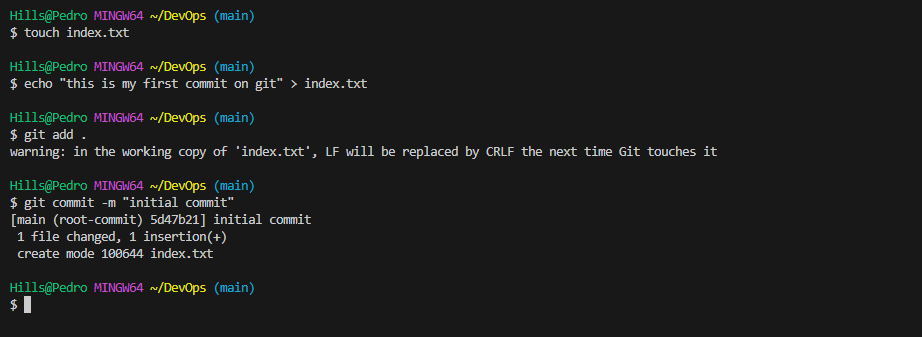 Hills@Pedro MINGW64 ~/DevOps (main)
$ touch index.txt
Hills@Pedro MINGW64 ~/DevOps (main)
$ echo "this is my first commit on git" > index.txt
Hills@Pedro MINGW64 ~/DevOps (main)
$ git add .
warning: in the working copy of 'index.txt', LF will be replaced by CRLF the next time Git touches it
Hills@Pedro MINGW64 ~/DevOps (main)
$ git commit -m "initial commit"
[main (root-commit) 5d47b21] initial commit
 1 file changed, 1 insertion(+)
 create mode 100644 index.txt
Hills@Pedro MINGW64 ~/DevOps (main)
$